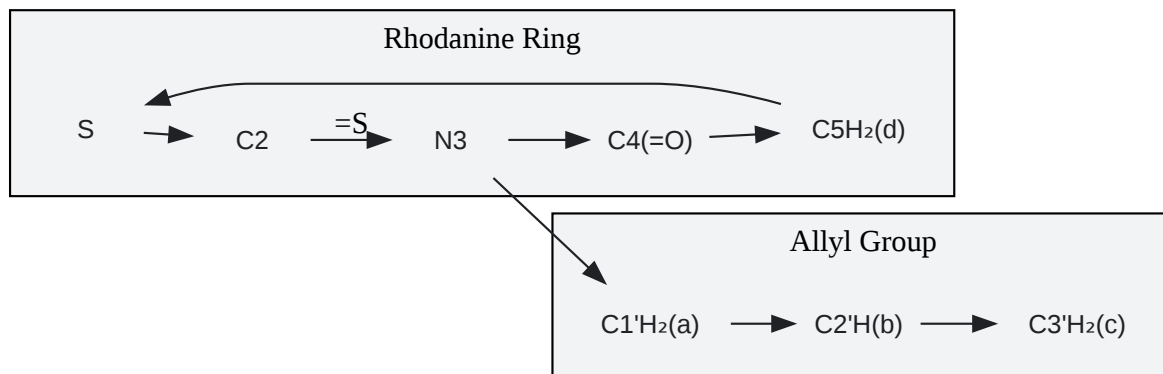 Rhodanine Ring
S
C2
=S
N3
C4(=O)
C5H₂(d)
Allyl Group
C1'H₂(a)
C2'H(b)
C3'H₂(c)